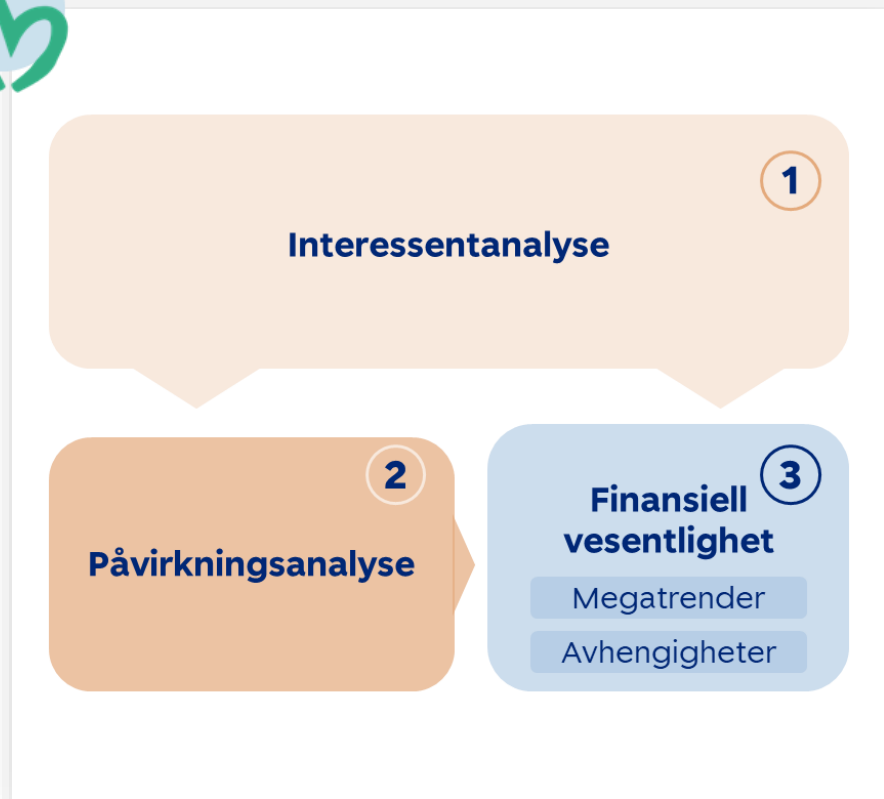 1
Interessentanalyse
2
Påvirkningsanalyse
3
Finansiell
vesentlighet
Megatrender
Avhengigheter